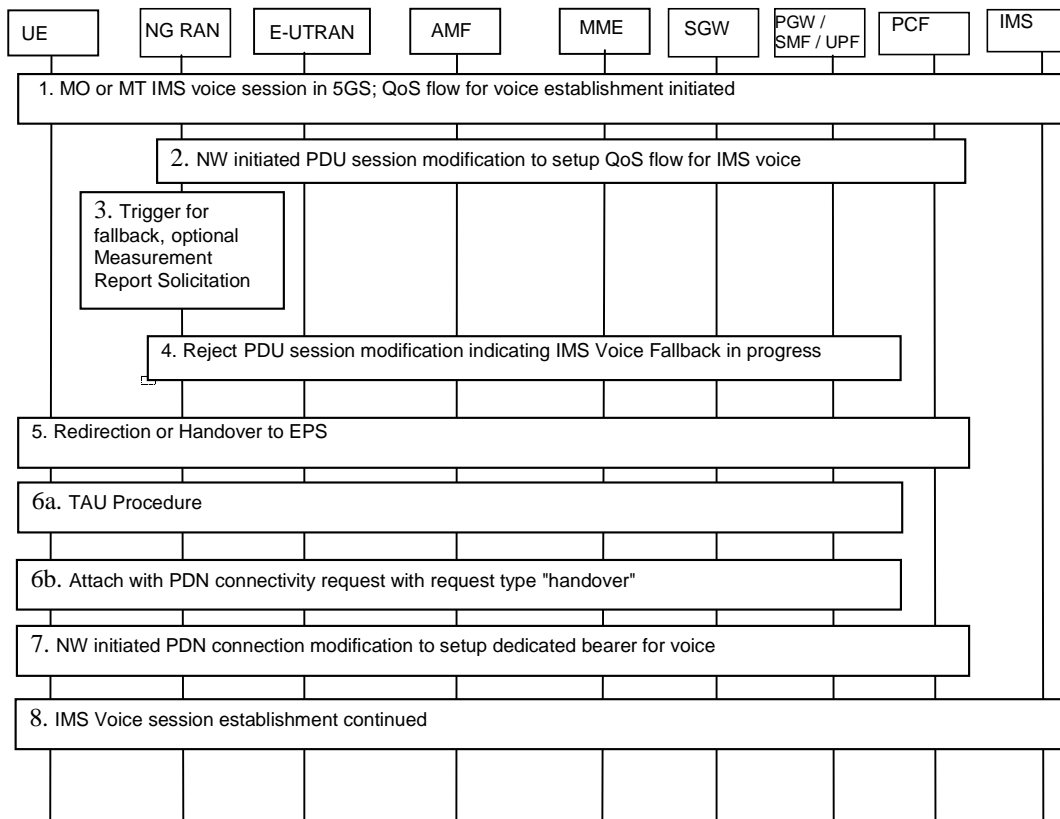 UE
NG RAN
E-UTRAN
AMF
MME
SGW
PGW /
SMF / UPF
PCF
IMS
1. MO or MT IMS voice session in 5GS; QoS flow for voice establishment initiated
2. NW initiated PDU session modification to setup QoS flow for IMS voice
3. Trigger for
fallback, optional
Measurement
Report Solicitation
4. Reject PDU session modification indicating IMS Voice Fallback in progress
5. Redirection or Handover to EPS
6a. TAU Procedure
6b. Attach with PDN connectivity request with request type "handover"
7. NW initiated PDN connection modification to setup dedicated bearer for voice
8. IMS Voice session establishment continued